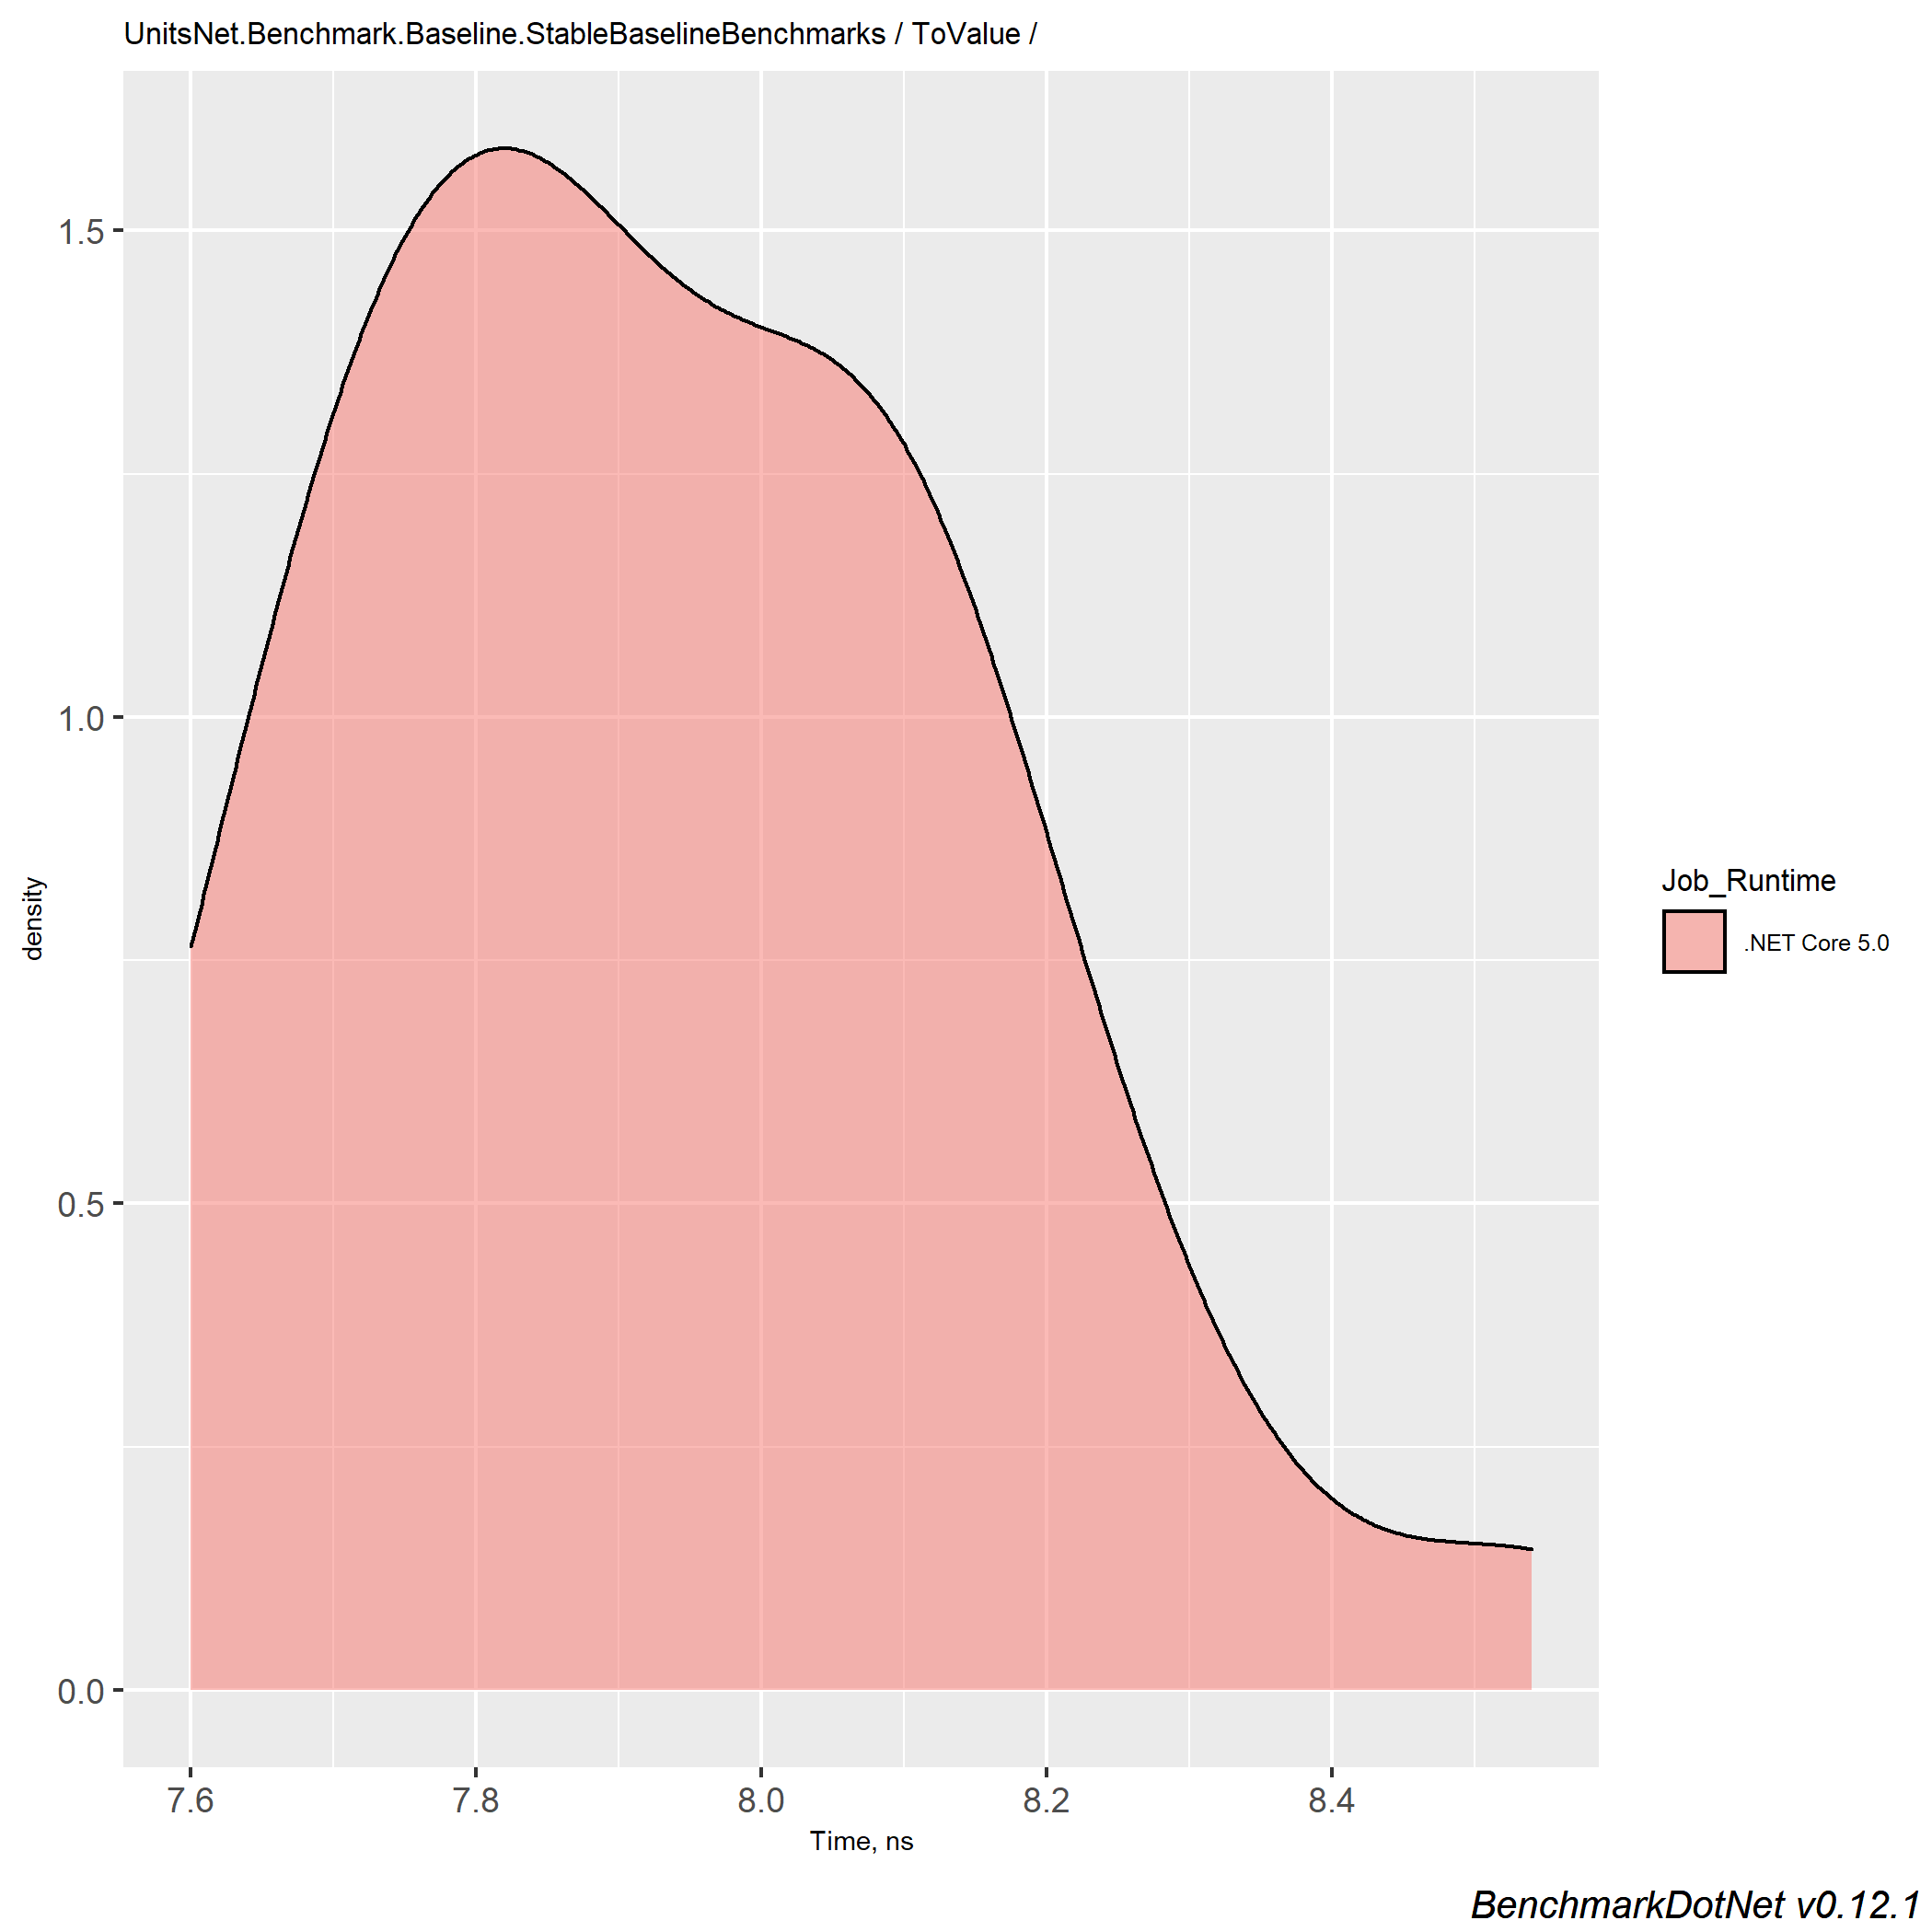 UnitsNet.Benchmark.Baseline.StableBaselineBenchmarks / ToValue /
1.5
1.0
0.5
0.0
density
7.6 7.8 8.0 8.2 8.4
Time, ns
Job_Runtime
.NET Core 5.0
BenchmarkDotNet v0.12.1